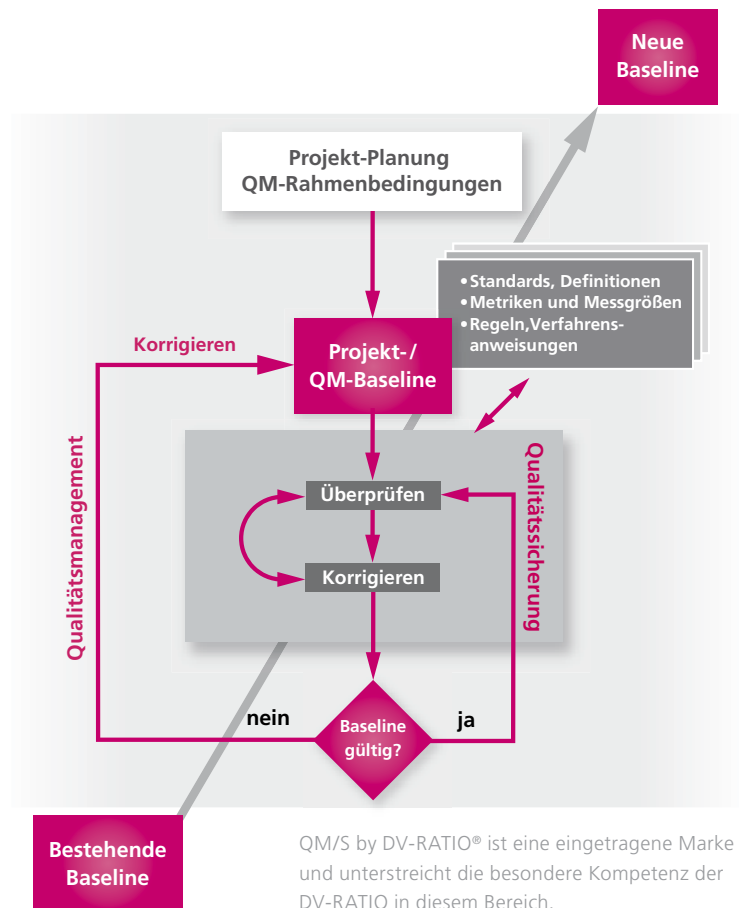 Neue
Baseline
Projekt-Planung
QM-Rahmenbedingungen
•Standards, Definitionen
•Metriken und Messgrößen
•Regeln,Verfahrens-
anweisungen
Korrigieren
Projekt-/
QM-Baseline
Qualitätsmanagement
Qualitätssicherung
Überprüfen
Korrigieren
nein
Baseline
gültig?
ja
Bestehende
Baseline
QM/S by DV-RATIO® ist eine eingetragene Marke
und unterstreicht die besondere Kompetenz der
DV-RATIO in diesem Bereich.